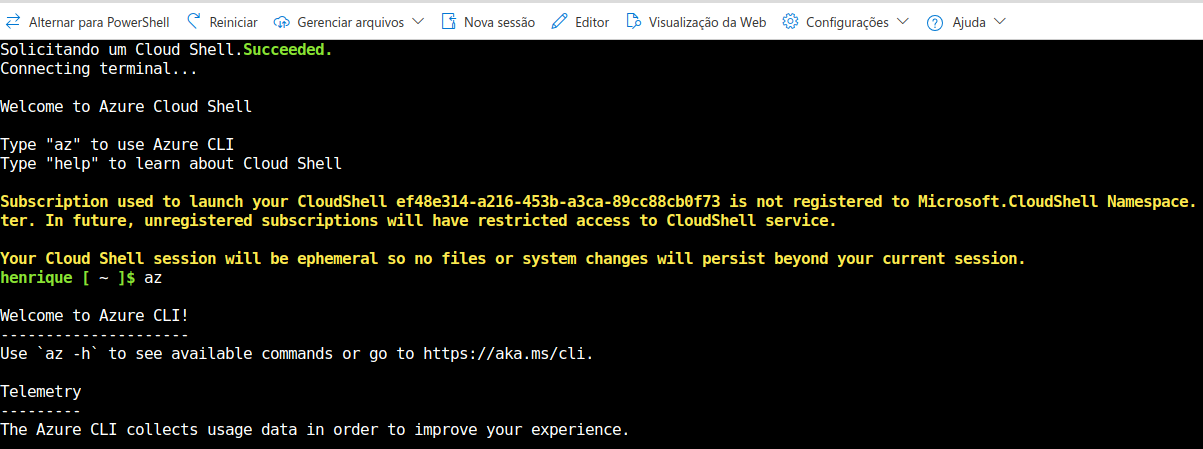 Alternar para PowerShell Reiniciar Gerenciar arquivos Nova sessão Editor Visualização da Web Configurações Ajuda
Solicitando um Cloud Shell.Succeeded.
Connecting terminal...
Welcome to Azure Cloud Shell
Type "az" to use Azure CLI
Type "help" to learn about Cloud Shell
Subscription used to launch your CloudShell ef48e314-a216-453b-a3ca-89cc88cb0f73 is not registered to Microsoft.CloudShell Namespace.
ter. In future, unregistered subscriptions will have restricted access to CloudShell service.
Your Cloud Shell session will be ephemeral so no files or system changes will persist beyond your current session.
henrique [ ~ ]$ az
Welcome to Azure CLI!
---------------------
Use `az -h` to see available commands or go to https://aka.ms/cli.
Telemetry
---------
The Azure CLI collects usage data in order to improve your experience.